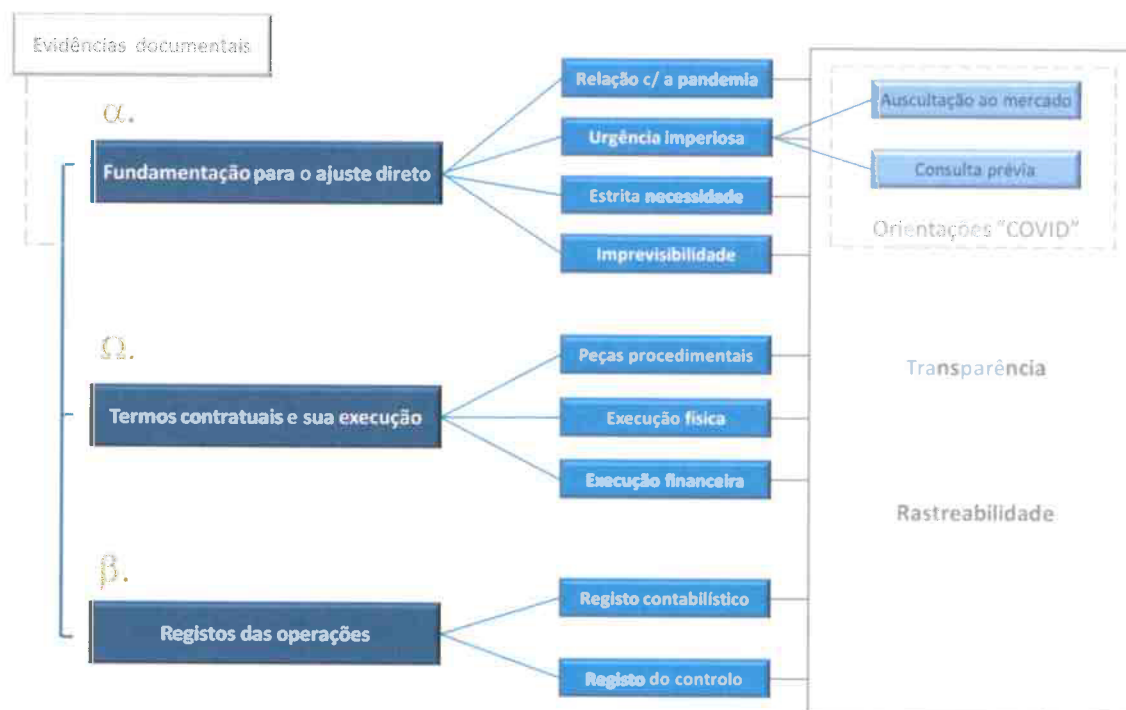 Evidências documentais
α.
Fundamentação para o ajuste direto
Relação c/ a pandemia
Urgência imperiosa
Estrita necessidade
Imprevisibilidade
Auscultação ao mercado
Consulta prévia
Orientações "COVID"
Ω.
Termos contratuais e sua execução
Peças procedimentais
Execução física
Execução financeira
Transparência
Rastreabilidade
β.
Registos das operações
Registo contabilístico
Registo do controlo